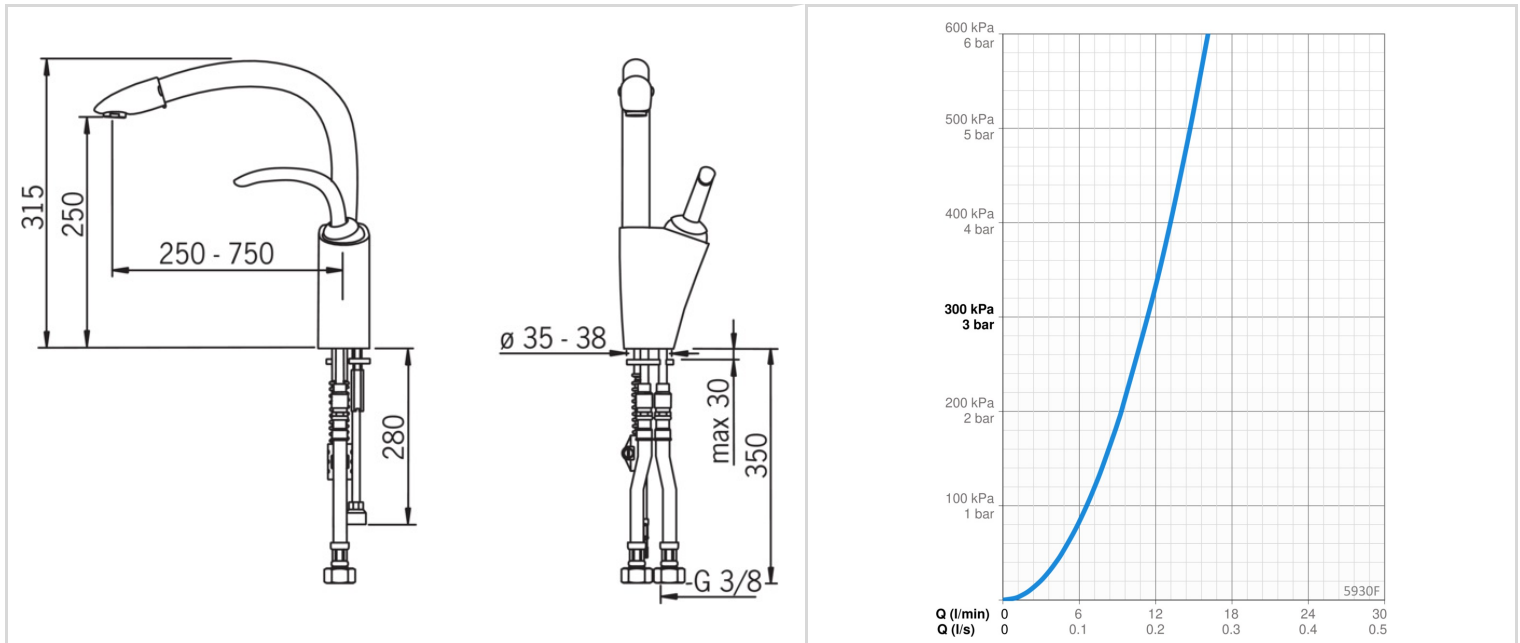 315
250
250 - 750
280
ø 35 - 38
max 30
350
G 3/8
600 kPa
6 bar
500 kPa
5 bar
400 kPa
4 bar
300 kPa
3 bar
200 kPa
2 bar
100 kPa
1 bar
5930F
Q (l/min) 0 6 12 18 24 30
Q (l/s) 0 0.1 0.2 0.3 0.4 0.5